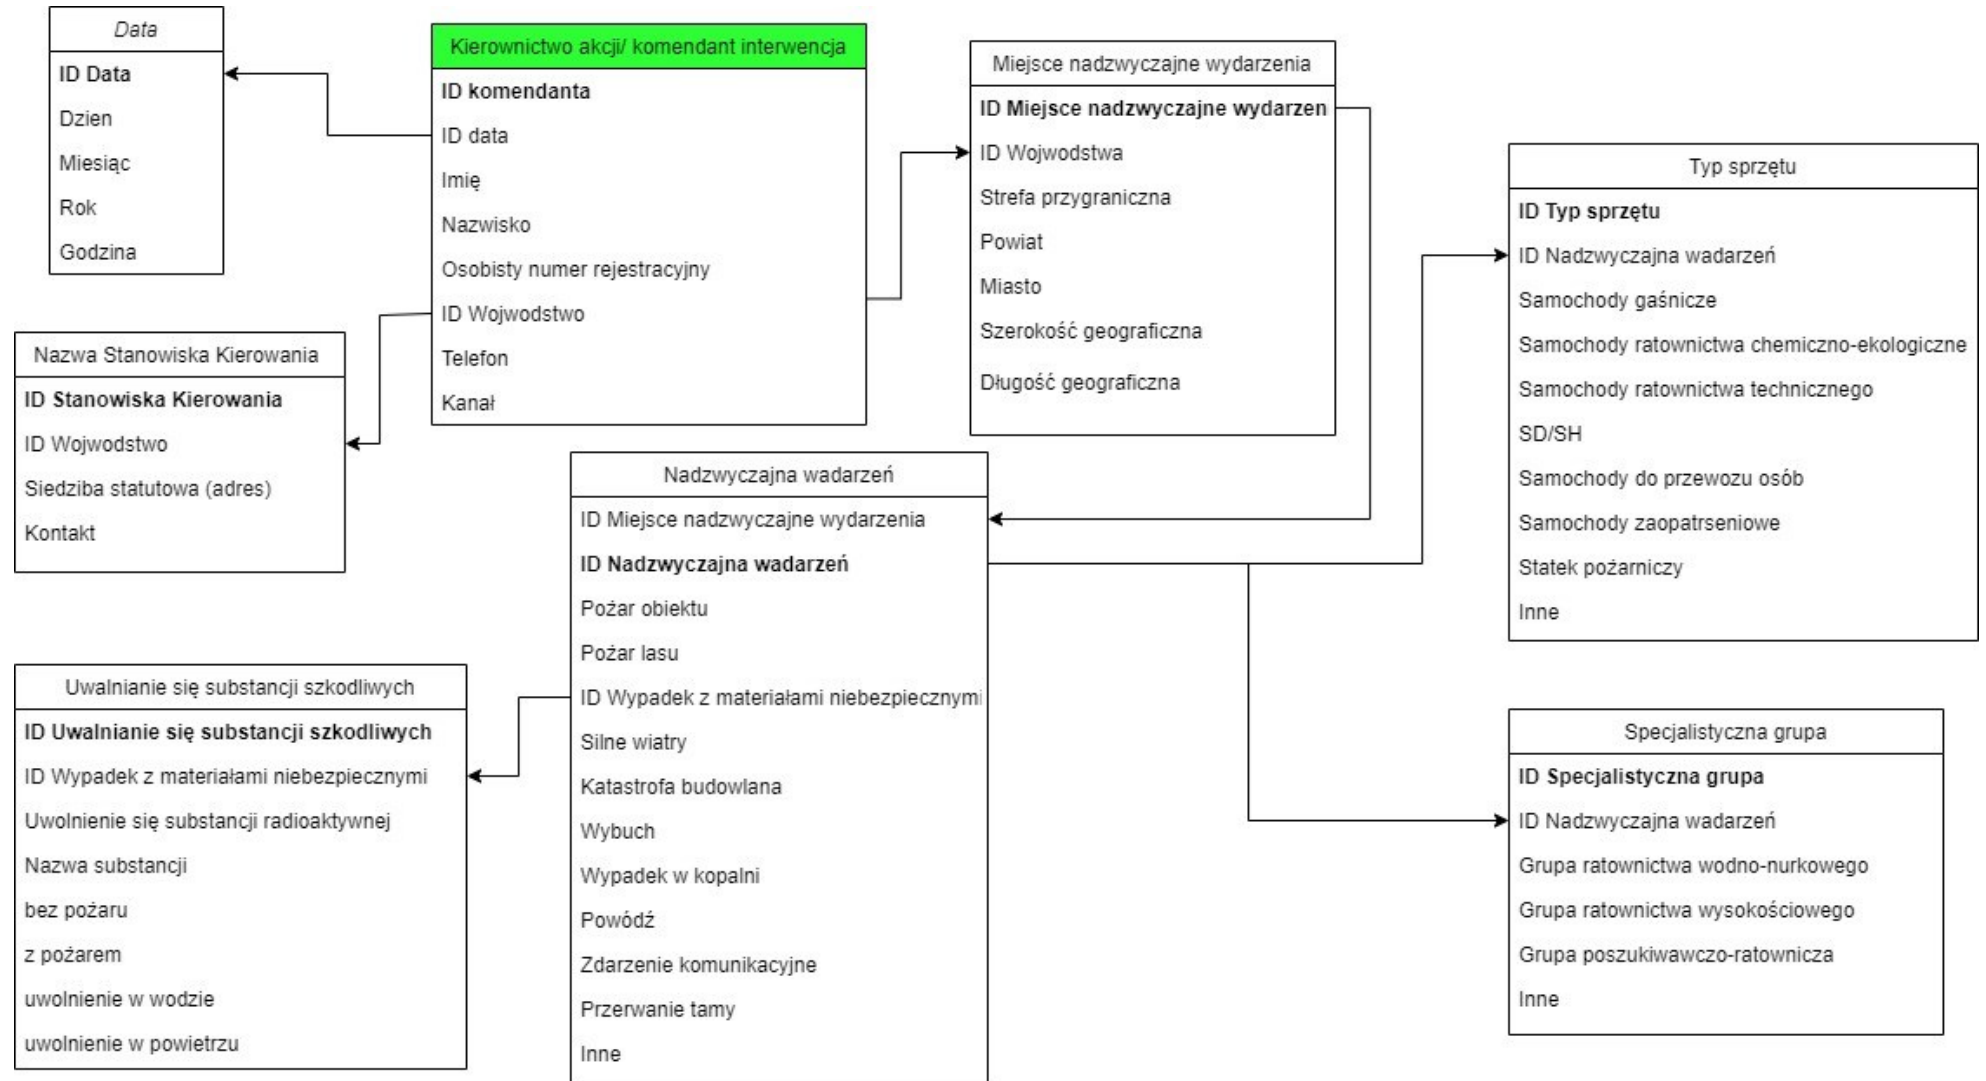 Data
ID Data
Dzien
Miesiąc
Rok
Godzina
Kierownictwo akcji/ komendant interwencja
ID komendanta
ID data
Imię
Nazwisko
Osobisty numer rejestracyjny
ID Wojwodstwo
Telefon
Kanał
Miejsce nadzwyczajne wydarzenia
ID Miejsce nadzwyczajne wydarzen
ID Wojwodstwa
Strefa przygraniczna
Powiat
Miasto
Szerokość geograficzna
Długość geograficzna
Typ sprzętu
ID Typ sprzętu
ID Nadzwyczajna wadarzeń
Samochody gaśnicze
Samochody ratownictwa chemiczno-ekologiczne
Samochody ratownictwa technicznego
SD/SH
Samochody do przewozu osób
Samochody zaopatrseniowe
Statek pożarniczy
Inne
Nazwa Stanowiska Kierowania
ID Stanowiska Kierowania
ID Wojwodstwo
Siedziba statutowa (adres)
Kontakt
Nadzwyczajna wadarzeń
ID Miejsce nadzwyczajne wydarzenia
ID Nadzwyczajna wadarzeń
Pożar obiektu
Pożar lasu
ID Wypadek z materiałami niebezpiecznymi
Silne wiatry
Katastrofa budowlana
Wybuch
Wypadek w kopalni
Powódź
Zdarzenie komunikacyjne
Przerwanie tamy
Inne
Uwalnianie się substancji szkodliwych
ID Uwalnianie się substancji szkodliwych
ID Wypadek z materiałami niebezpiecznymi
Uwolnienie się substancji radioaktywnej
Nazwa substancji
bez pożaru
z pożarem
uwolnienie w wodzie
uwolnienie w powietrzu
Specjalistyczna grupa
ID Specjalistyczna grupa
ID Nadzwyczajna wadarzeń
Grupa ratownictwa wodno-nurkowego
Grupa ratownictwa wysokościowego
Grupa poszukiwawczo-ratownicza
Inne